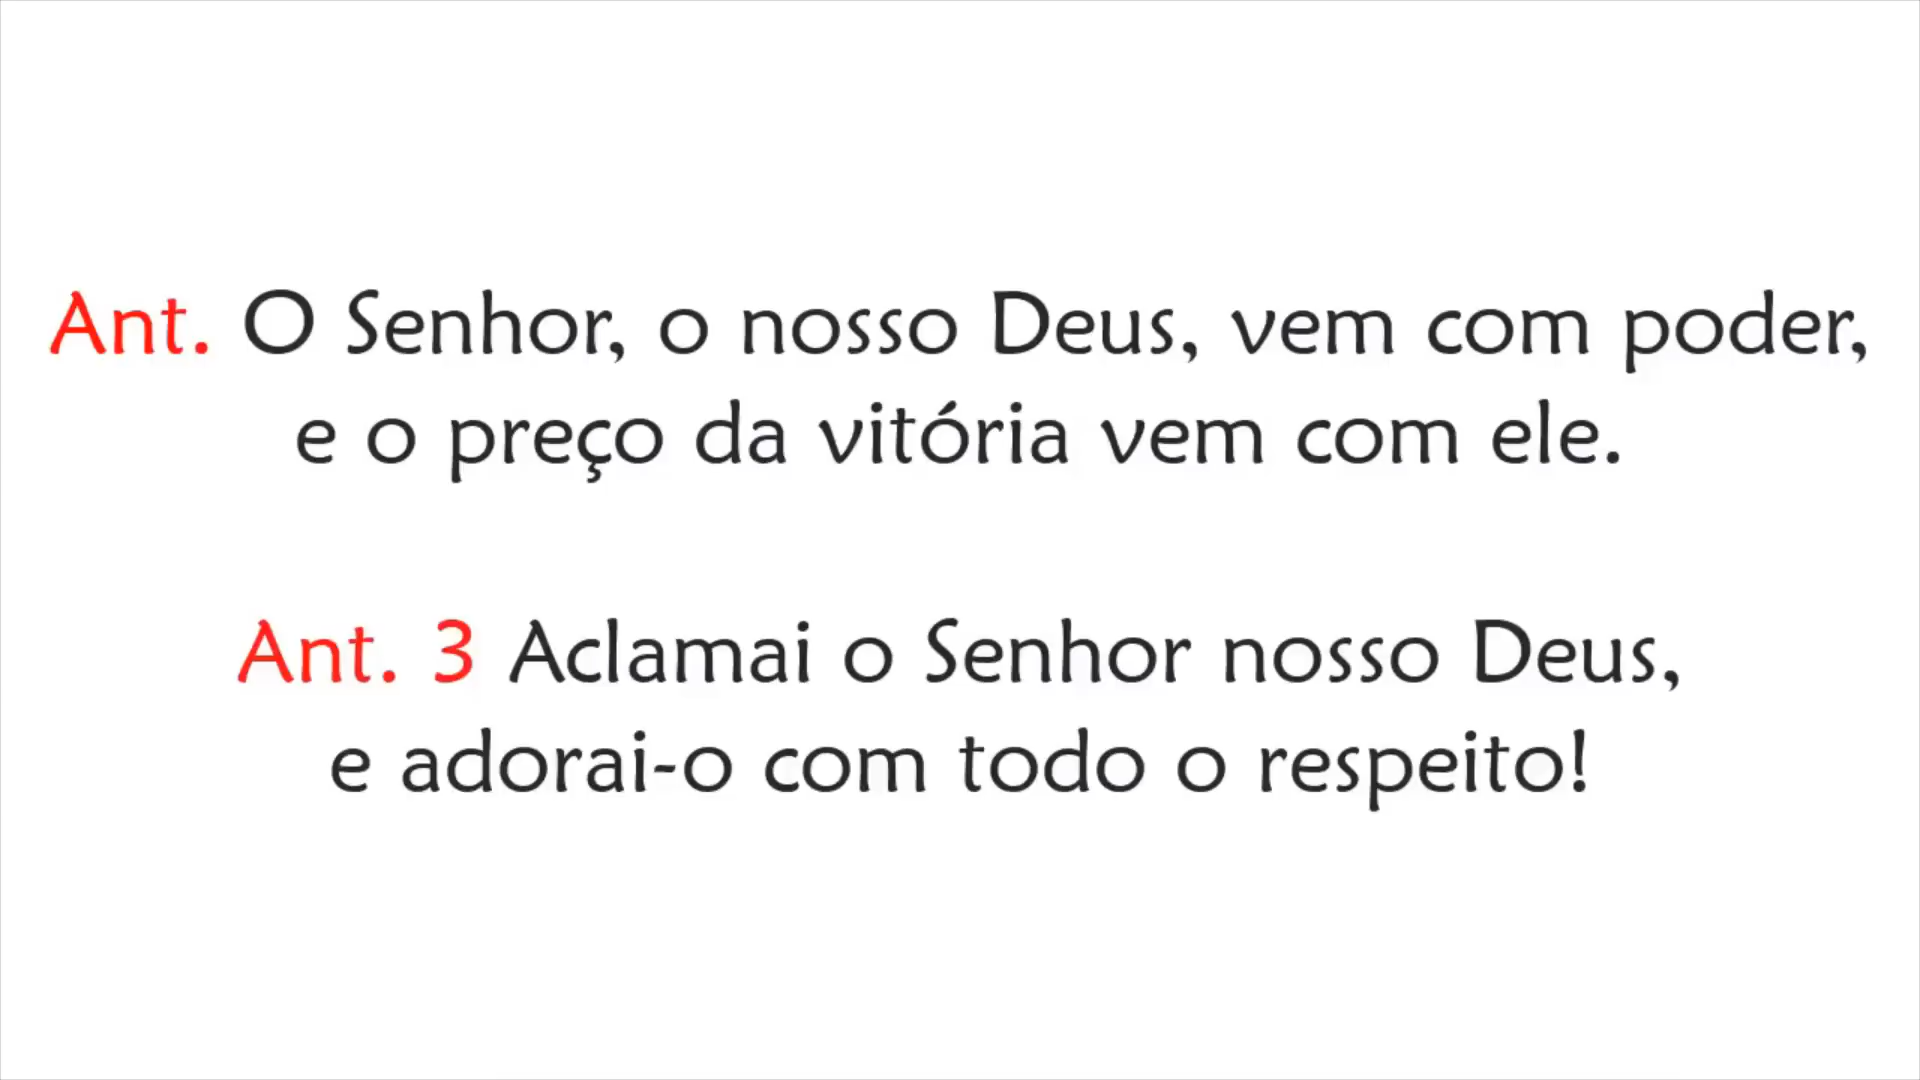 Ant. O Senhor, o nosso Deus, vem com poder,
e o preço da vitória vem com ele.
Ant. 3 Aclamai o Senhor nosso Deus,
e adorai-o com todo o respeito!